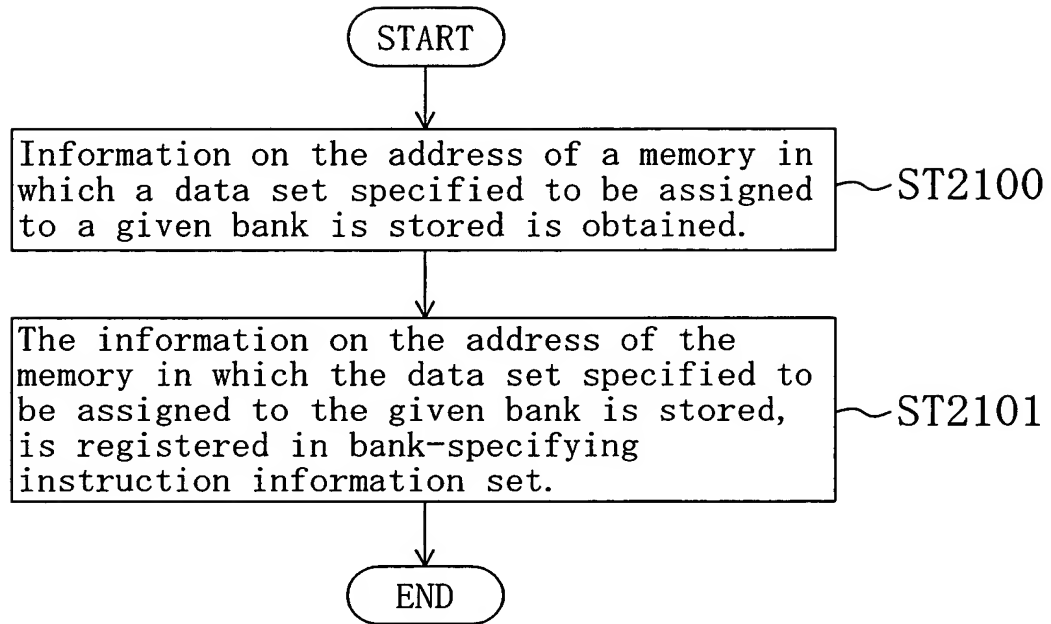 START
Information on the address of a memory in
which a data set specified to be assigned
to a given bank is stored is obtained.
ST2100
The information on the address of the
memory in which the data set specified to
be assigned to the given bank is stored,
is registered in bank-specifying
instruction information set.
ST2101
END